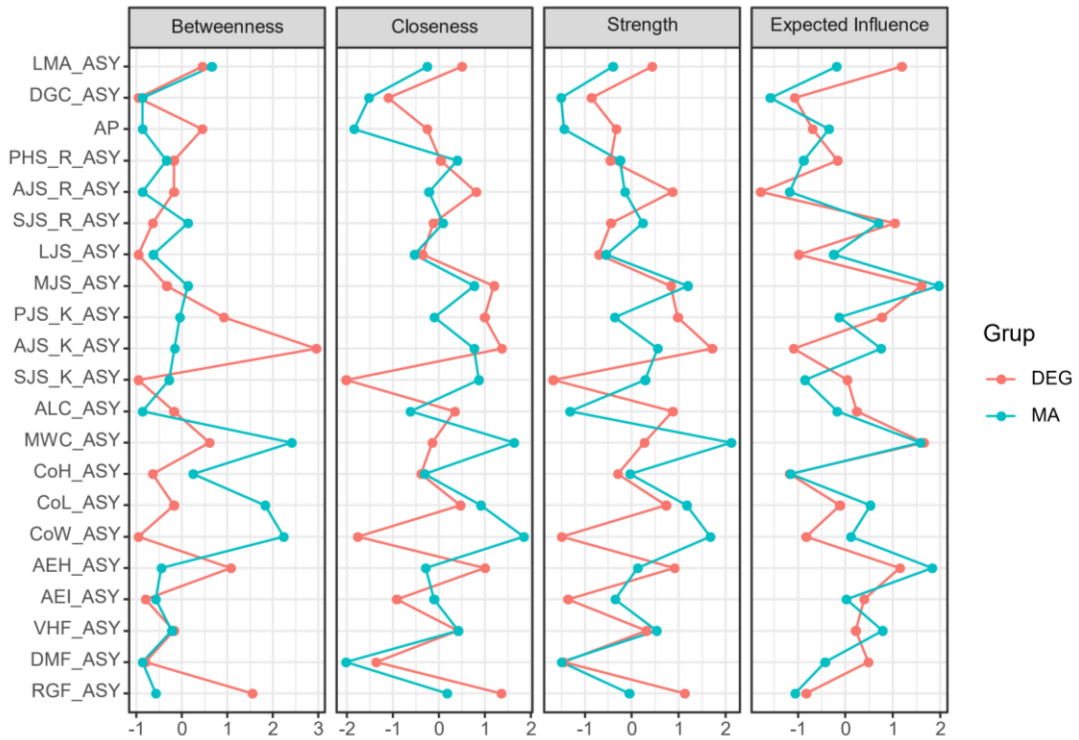 Betweenness Closeness Strength Expected Influence
LMA_ASY
DGC_ASY
AP
PHS_R_ASY
AJS_R_ASY
SJS_R_ASY
LJS_ASY
MJS_ASY
PJS_K_ASY
AJS_K_ASY
SJS_K_ASY
ALC_ASY
MWC_ASY
CoH_ASY
CoL_ASY
CoW_ASY
AEH_ASY
AEI_ASY
VHF_ASY
DMF_ASY
RGF_ASY
-1 0 1 2 3 -2 -1 0 1 2 -1 0 1 2 -1 0 1 2
Grup
DEG
MA